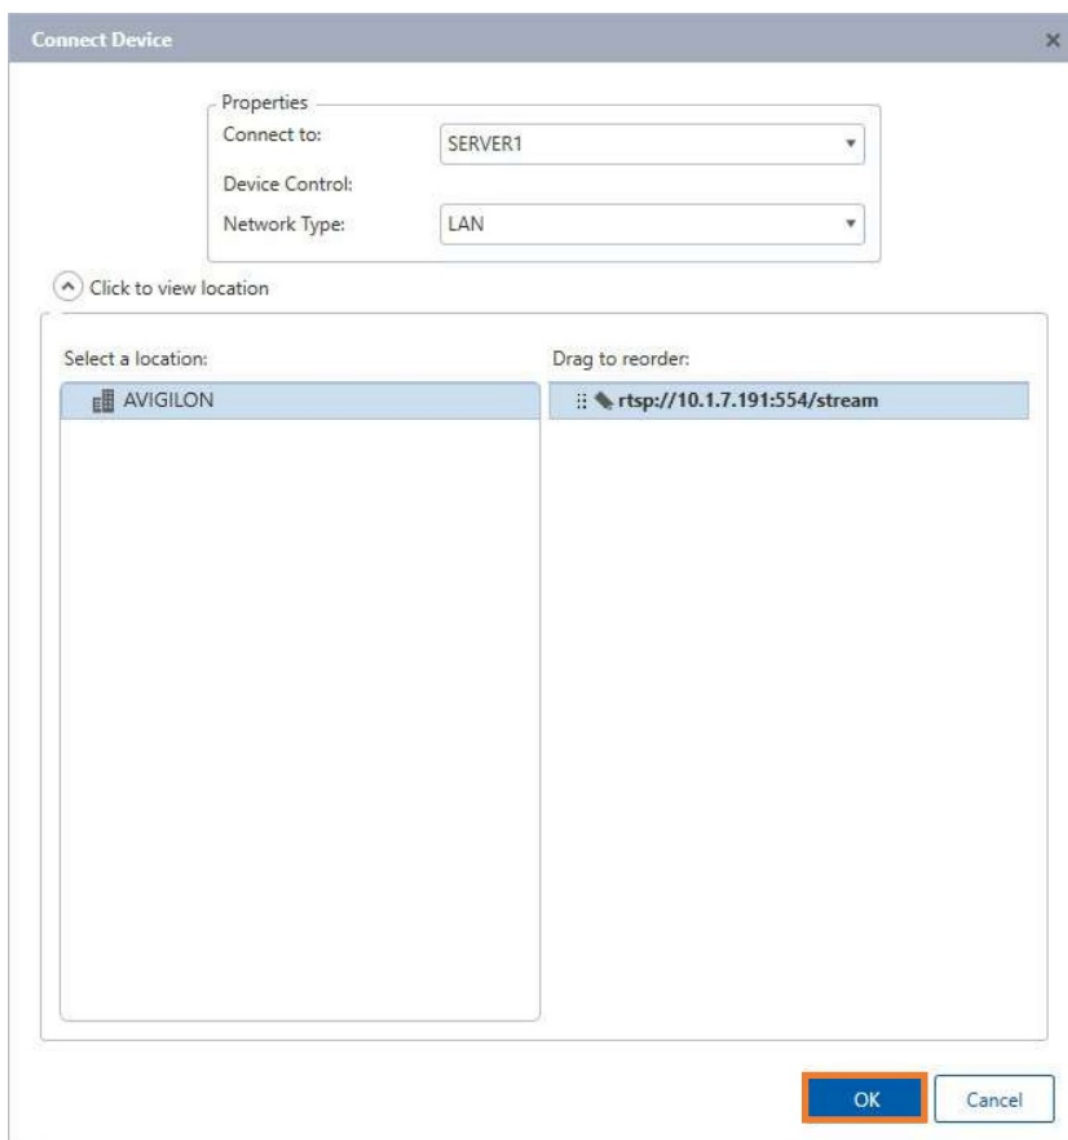 Connect Device
Properties
Connect to:
SERVER1
Device Control:
Network Type:
LAN
Click to view location
Select a location:
Drag to reorder:
AVIGILON
rtsp://10.1.7.191:554/stream
OK
Cancel